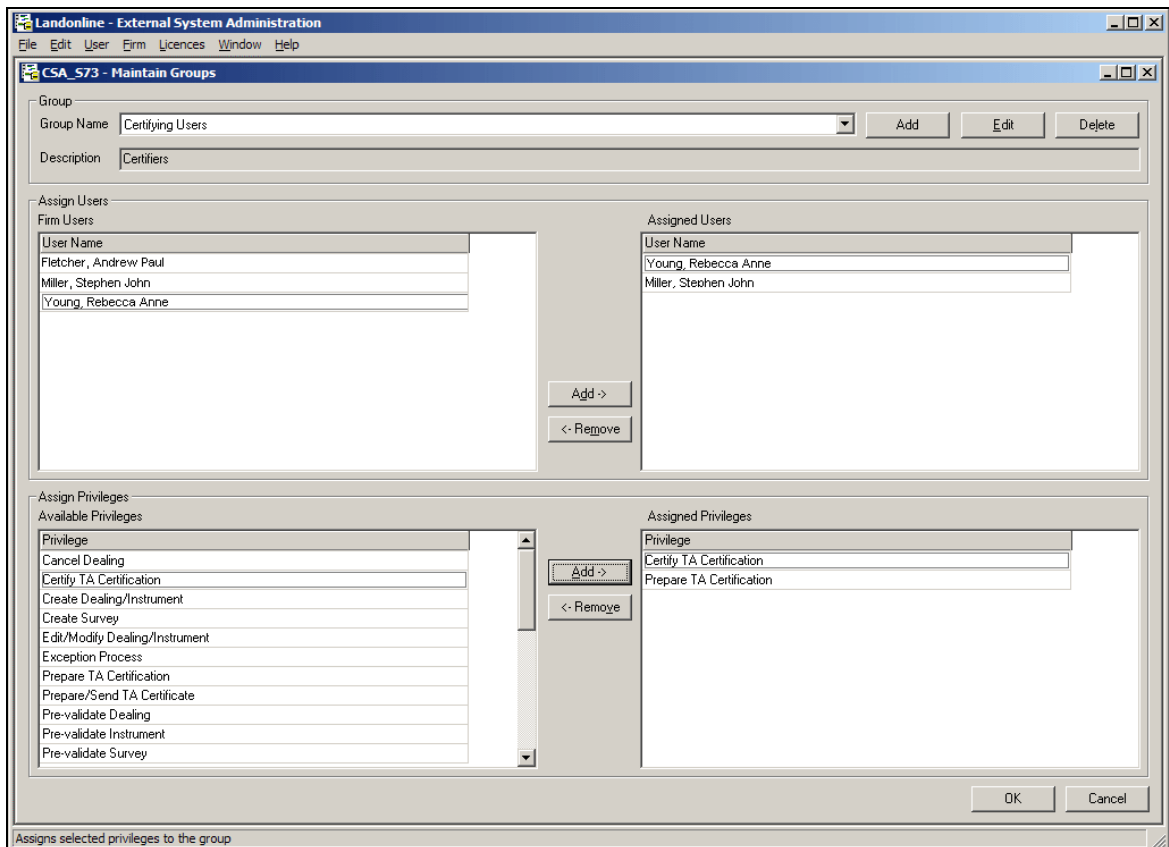 Landonline - External System Administration
File Edit User Firm Licences Window Help
CSA_S73 - Maintain Groups
Group
Group Name Certifying Users Add Edit Delete
Description Certifiers
Assign Users
Firm Users Assigned Users
User Name User Name
Fletcher, Andrew Paul Young, Rebecca Anne
Miller, Stephen John Miller, Stephen John
Young, Rebecca Anne
Add ->
<- Remove
Assign Privileges
Available Privileges Assigned Privileges
Privilege Privilege
Cancel Dealing Certify TA Certification
Certify TA Certification Add -> Prepare TA Certification
Create Dealing/Instrument <- Remove
Create Survey
Edit/Modify Dealing/Instrument
Exception Process
Prepare TA Certification
Prepare/Send TA Certificate
Pre-validate Dealing
Pre-validate Instrument
Pre-validate Survey
OK Cancel
Assigns selected privileges to the group